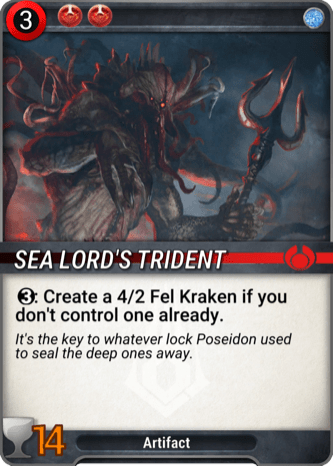 3
SEA LORD'S TRIDENT
3: Create a 4/2 Fel Kraken if you
don't control one already.
It's the key to whatever lock Poseidon used
to seal the deep ones away.
14
Artifact